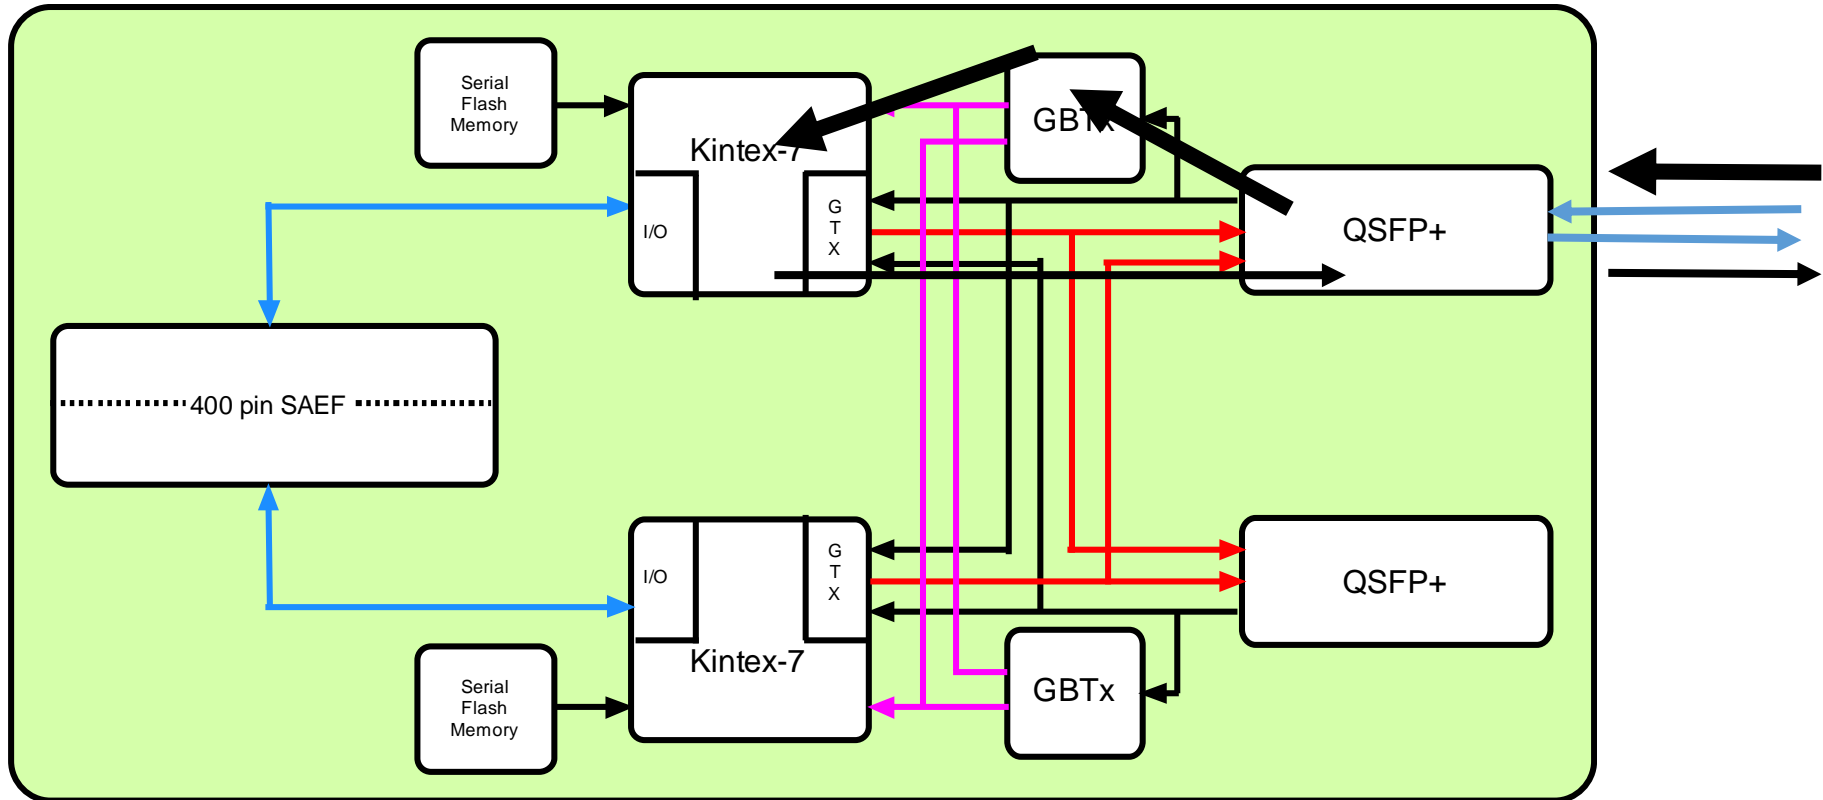 Serial
Flash
Memory
Kintex-7
I/O
G
T
X
GBTx
QSFP+
400 pin SAEF
I/O
G
T
X
Kintex-7
QSFP+
Serial
Flash
Memory
GBTx